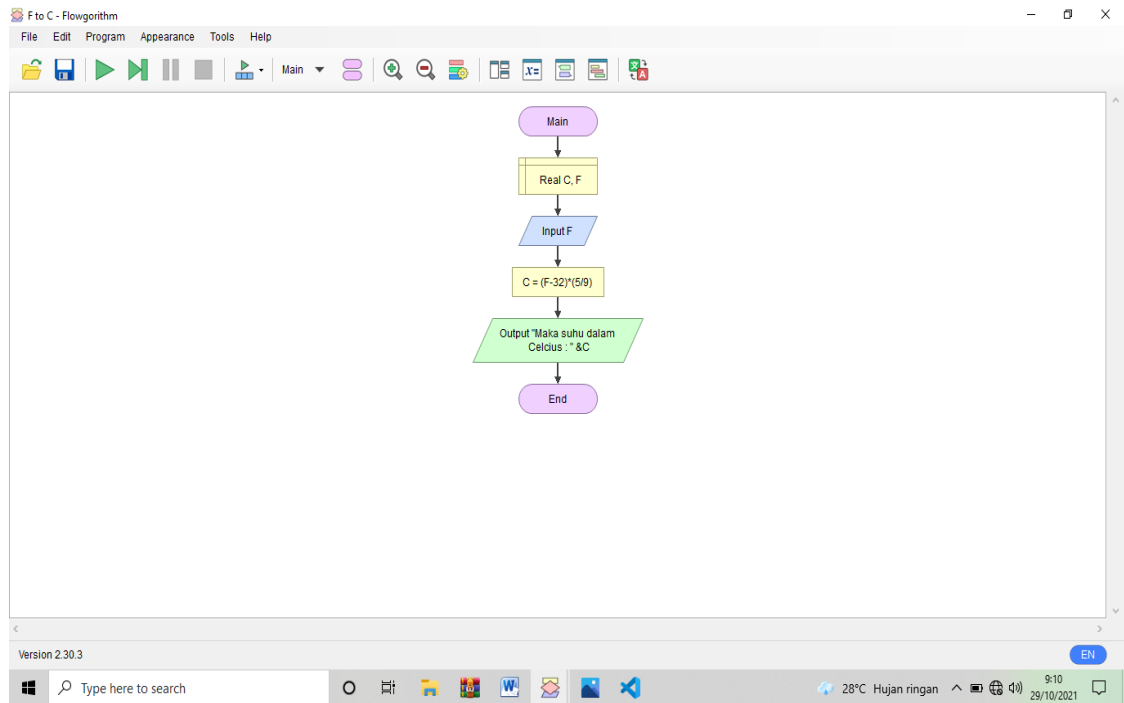 F to C - Flowgorithm
File Edit Program Appearance Tools Help
Main
Main
Real C, F
Input F
C = (F-32)*(5/9)
Output "Maka suhu dalam
Celcius : " &C
End
Version 2.30.3
EN
Type here to search
28°C Hujan ringan
9:10
29/10/2021